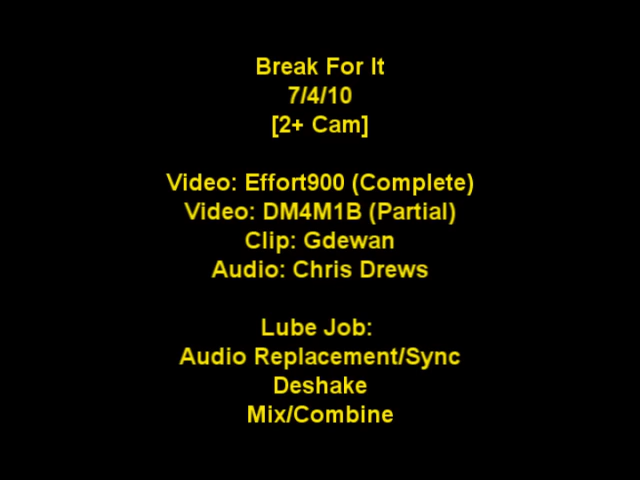 Break For It
7/4/10
[2+ Cam]
Video: Effort900 (Complete)
Video: DM4M1B (Partial)
Clip: Gdewan
Audio: Chris Drews
Lube Job:
Audio Replacement/Sync
Deshake
Mix/Combine